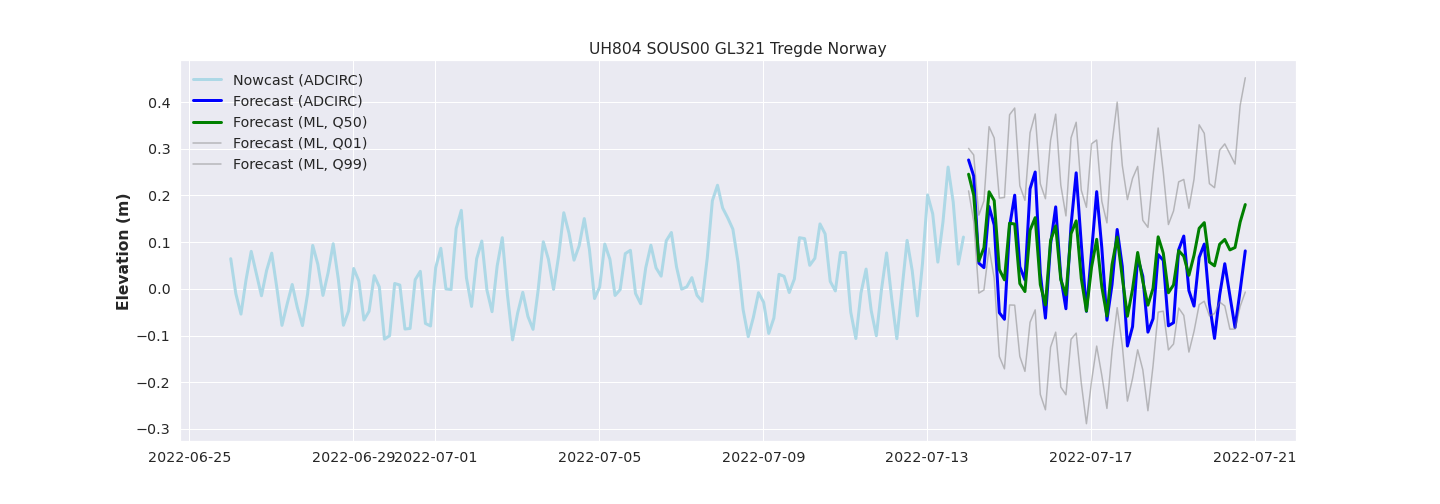 UH804 SOUS00 GL321 Tregde Norway
Nowcast (ADCIRC)
Forecast (ADCIRC)
Forecast (ML, Q50)
Forecast (ML, Q01)
Forecast (ML, Q99)
Elevation (m)
0.4
0.3
0.2
0.1
0.0
−0.1
−0.2
−0.3
2022-06-25 2022-06-29 2022-07-01 2022-07-05 2022-07-09 2022-07-13 2022-07-17 2022-07-21